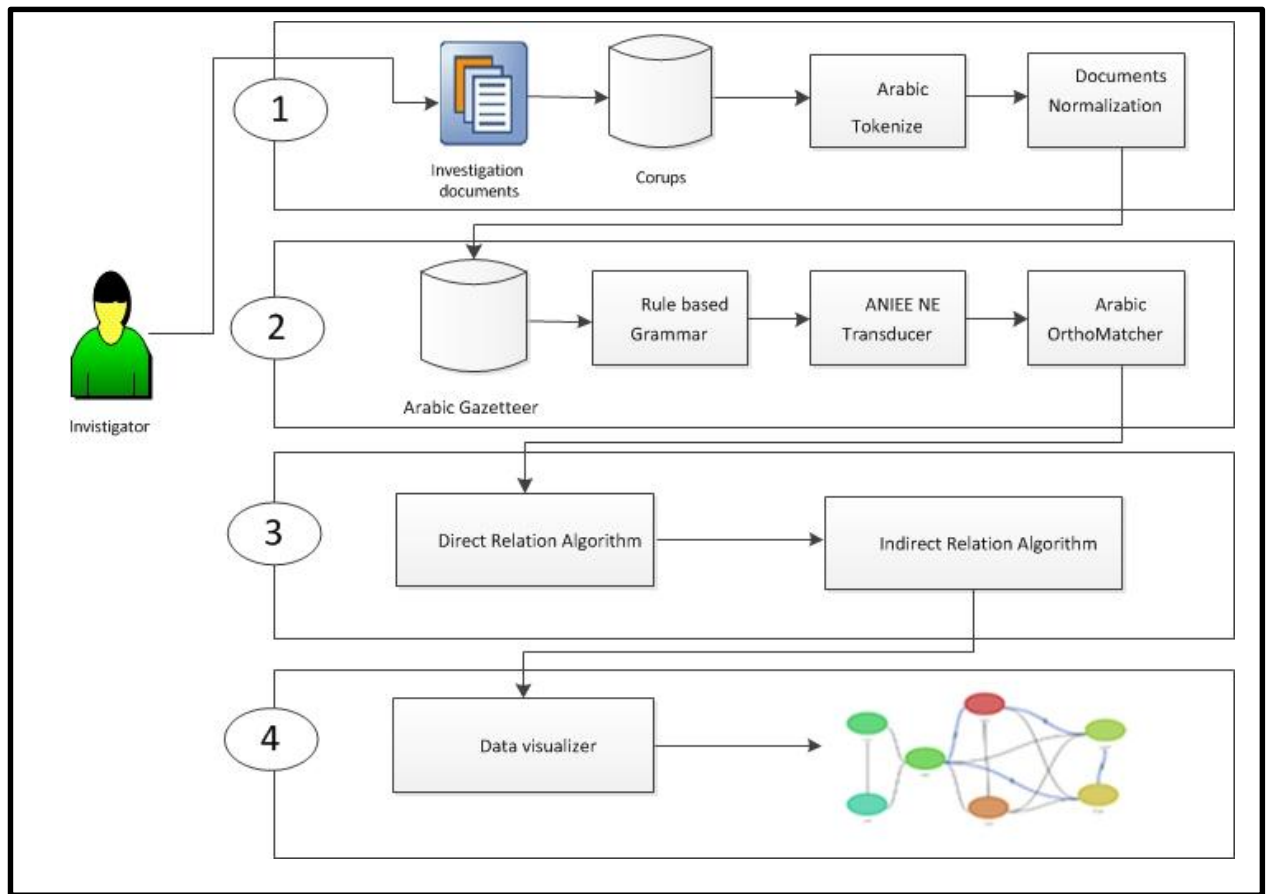 1
Investigation
documents
Corups
Arabic
Tokenize
Documents
Normalization
Invistigator
2
Arabic Gazetteer
Rule based
Grammar
ANIEE NE
Transducer
Arabic
OrthoMatcher
3
Direct Relation Algorithm
Indirect Relation Algorithm
4
Data visualizer